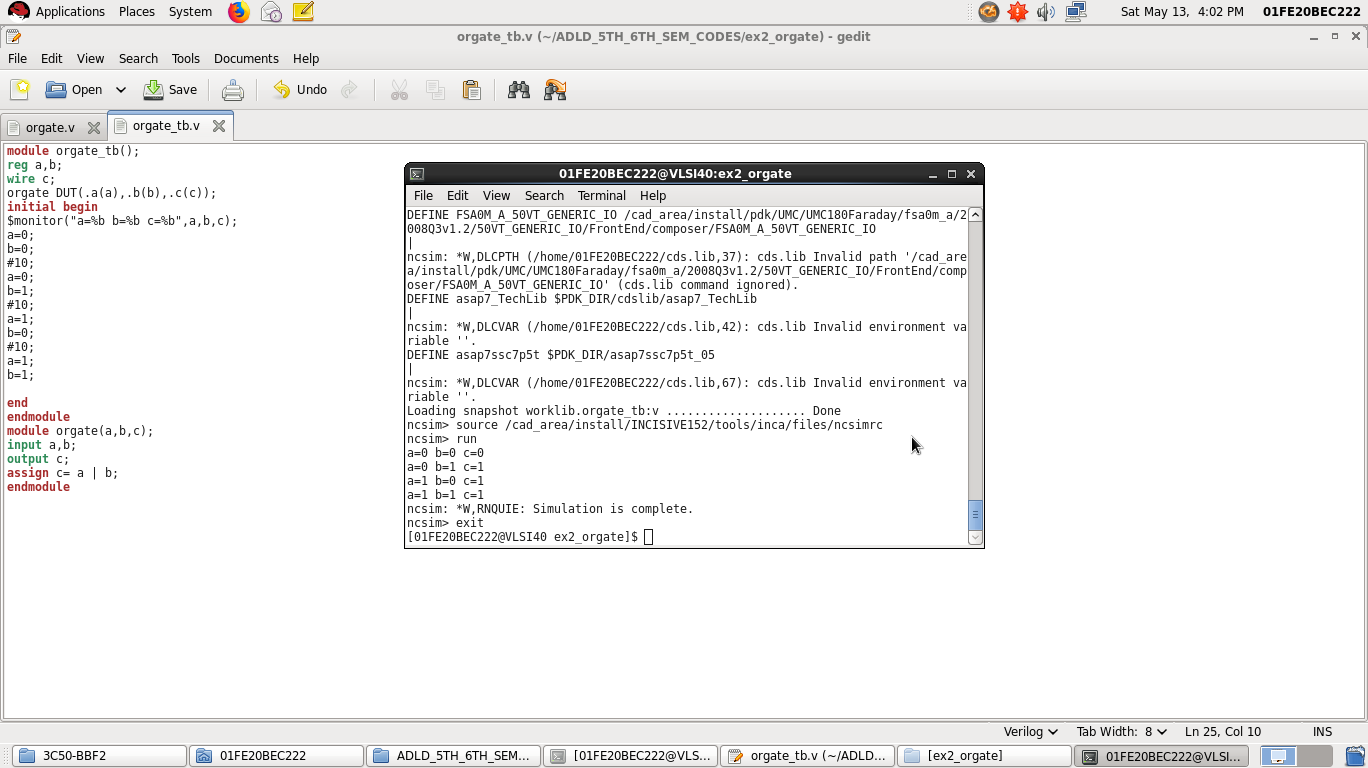 Applications Places System Sat May 13, 4:02 PM 01FE20BEC222
orgate_tb.v (~/ADLD_5TH_6TH_SEM_CODES/ex2_orgate) - gedit
File Edit View Search Tools Documents Help
Open Save Undo
orgate.v orgate_tb.v
module orgate_tb();
reg a,b;
wire c;
orgate DUT(.a(a),.b(b),.c(c));
initial begin
$monitor("a=%b b=%b c=%b",a,b,c);
a=0;
b=0;
#10;
a=0;
b=1;
#10;
a=1;
b=0;
#10;
a=1;
b=1;
end
endmodule
module orgate(a,b,c);
input a,b;
output c;
assign c= a | b;
endmodule
01FE20BEC222@VLSI40:ex2_orgate
File Edit View Search Terminal Help
DEFINE FSA0M_A_50VT_GENERIC_IO /cad_area/install/pdk/UMC/UMC180Faraday/fsa0m_a/2
008Q3v1.2/50VT_GENERIC_IO/FrontEnd/composer/FSA0M_A_50VT_GENERIC_IO
|
ncsim: *W,DLCPTH (/home/01FE20BEC222/cds.lib,37): cds.lib Invalid path '/cad_are
a/install/pdk/UMC/UMC180Faraday/fsa0m_a/2008Q3v1.2/50VT_GENERIC_IO/FrontEnd/comp
oser/FSA0M_A_50VT_GENERIC_IO' (cds.lib command ignored).
DEFINE asap7_TechLib $PDK_DIR/cdslib/asap7_TechLib
|
ncsim: *W,DLCVAR (/home/01FE20BEC222/cds.lib,42): cds.lib Invalid environment va
riable ''.
DEFINE asap7ssc7p5t $PDK_DIR/asap7ssc7p5t_05
|
ncsim: *W,DLCVAR (/home/01FE20BEC222/cds.lib,67): cds.lib Invalid environment va
riable ''.
Loading snapshot worklib.orgate_tb:v .................... Done
ncsim> source /cad_area/install/INCISIVE152/tools/inca/files/ncsimrc
ncsim> run
a=0 b=0 c=0
a=0 b=1 c=1
a=1 b=0 c=1
a=1 b=1 c=1
ncsim: *W,RNQUIE: Simulation is complete.
ncsim> exit
[01FE20BEC222@VLSI40 ex2_orgate]$
Verilog Tab Width: 8 Ln 25, Col 10 INS
3C50-BBF2 01FE20BEC222 ADLD_5TH_6TH_SEM... [01FE20BEC222@VLS... orgate_tb.v (~/ADLD... [ex2_orgate] 01FE20BEC222@VLSI...